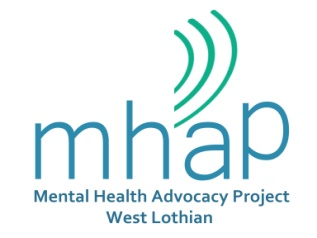 mhap
Mental Health Advocacy Project
West Lothian